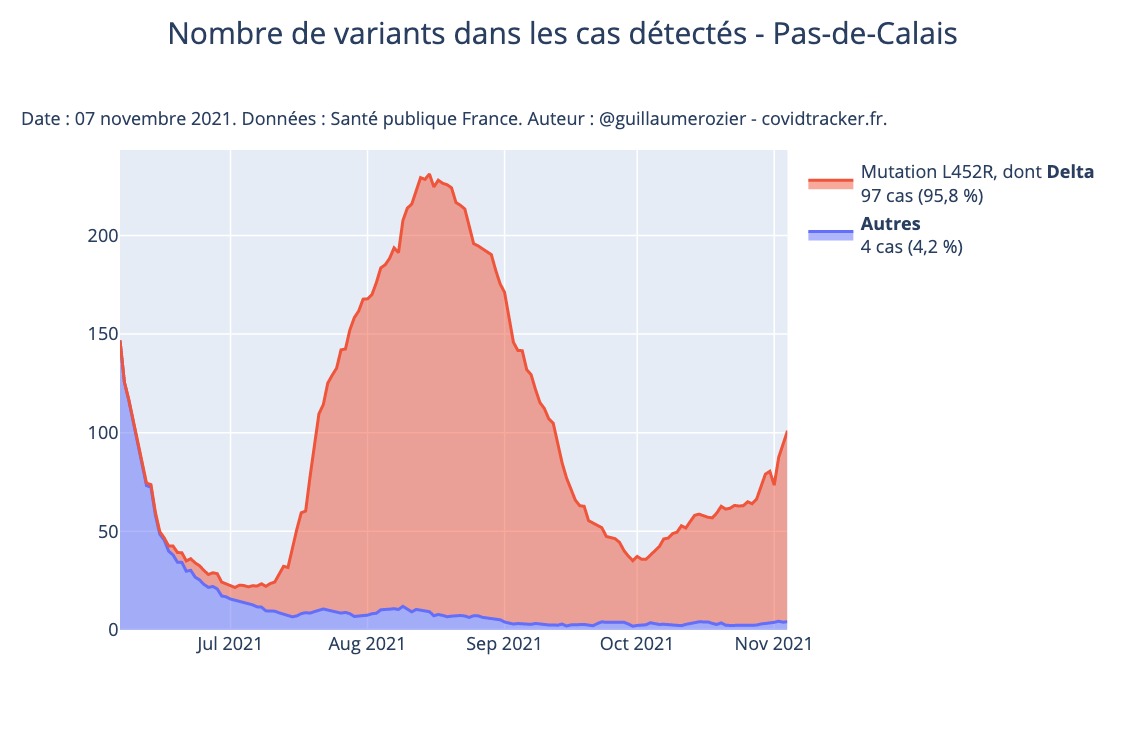 Nombre de variants dans les cas détectés - Pas-de-Calais
Date : 07 novembre 2021. Données : Santé publique France. Auteur : @guillaumerozier - covidtracker.fr.
Mutation L452R, dont Delta
97 cas (95,8 %)
Autres
4 cas (4,2 %)
200
150
100
50
0
Jul 2021 Aug 2021 Sep 2021 Oct 2021 Nov 2021